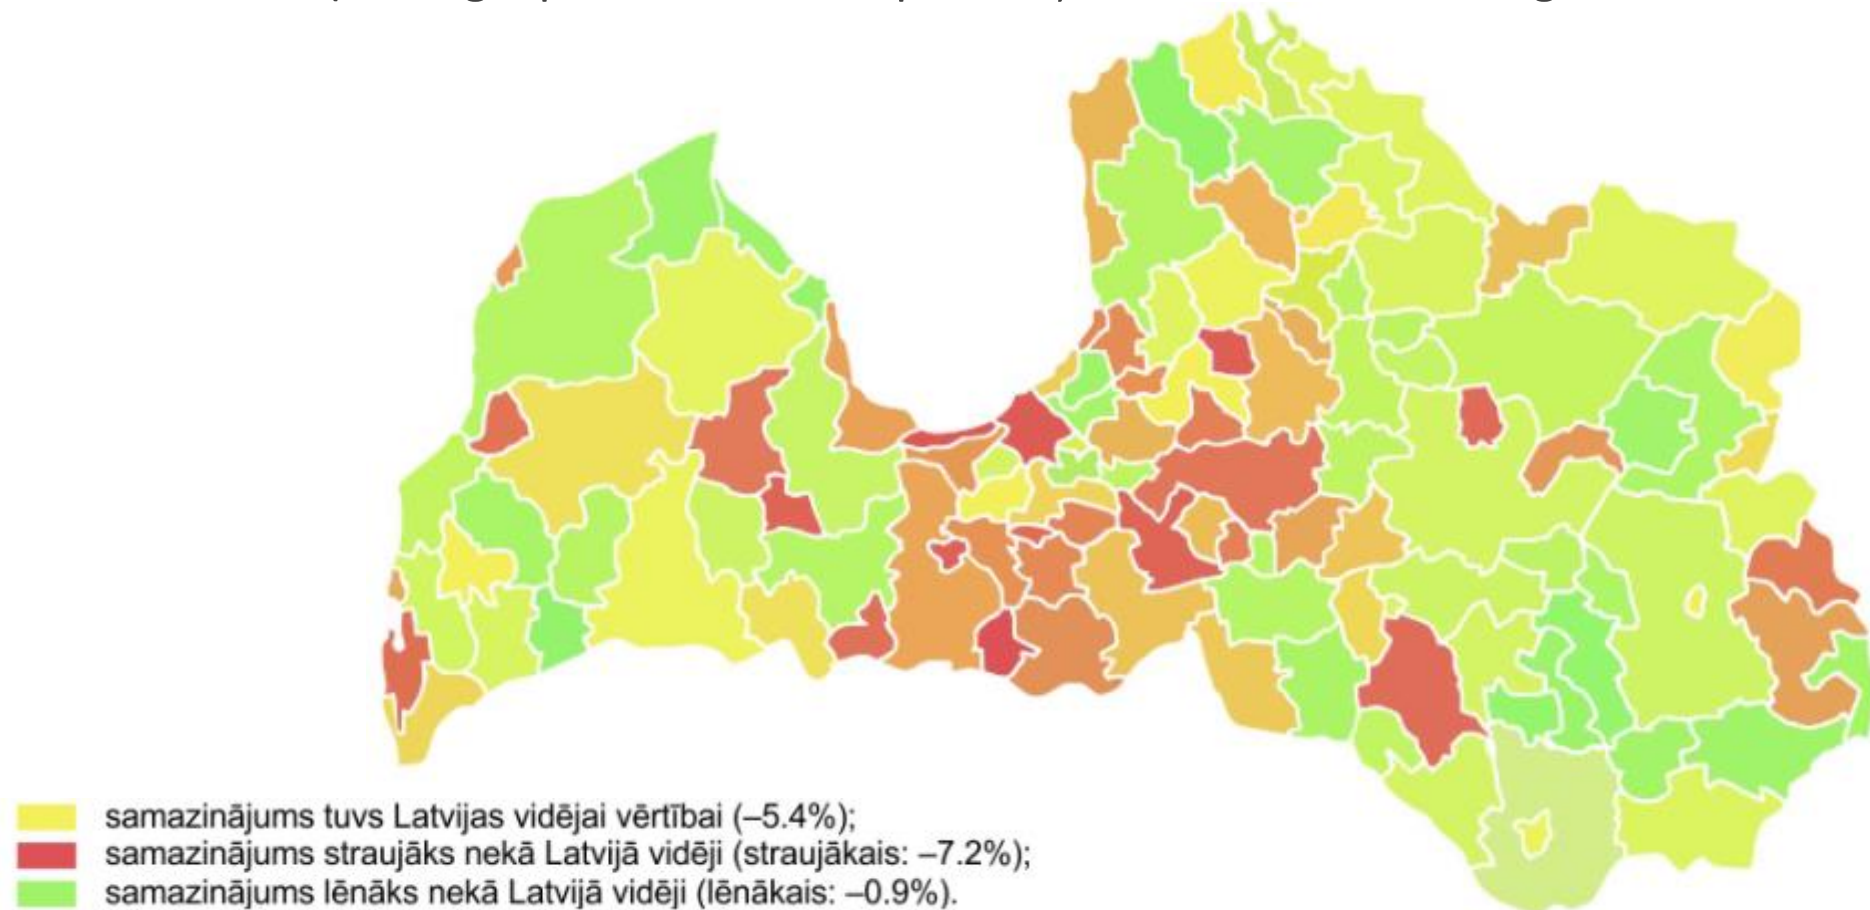 samazinājums tuvs Latvijas vidējai vērtībai (–5.4%);
samazinājums straujāks nekā Latvijā vidēji (straujākais: –7.2%);
samazinājums lēnāks nekā Latvijā vidēji (lēnākais: –0.9%).